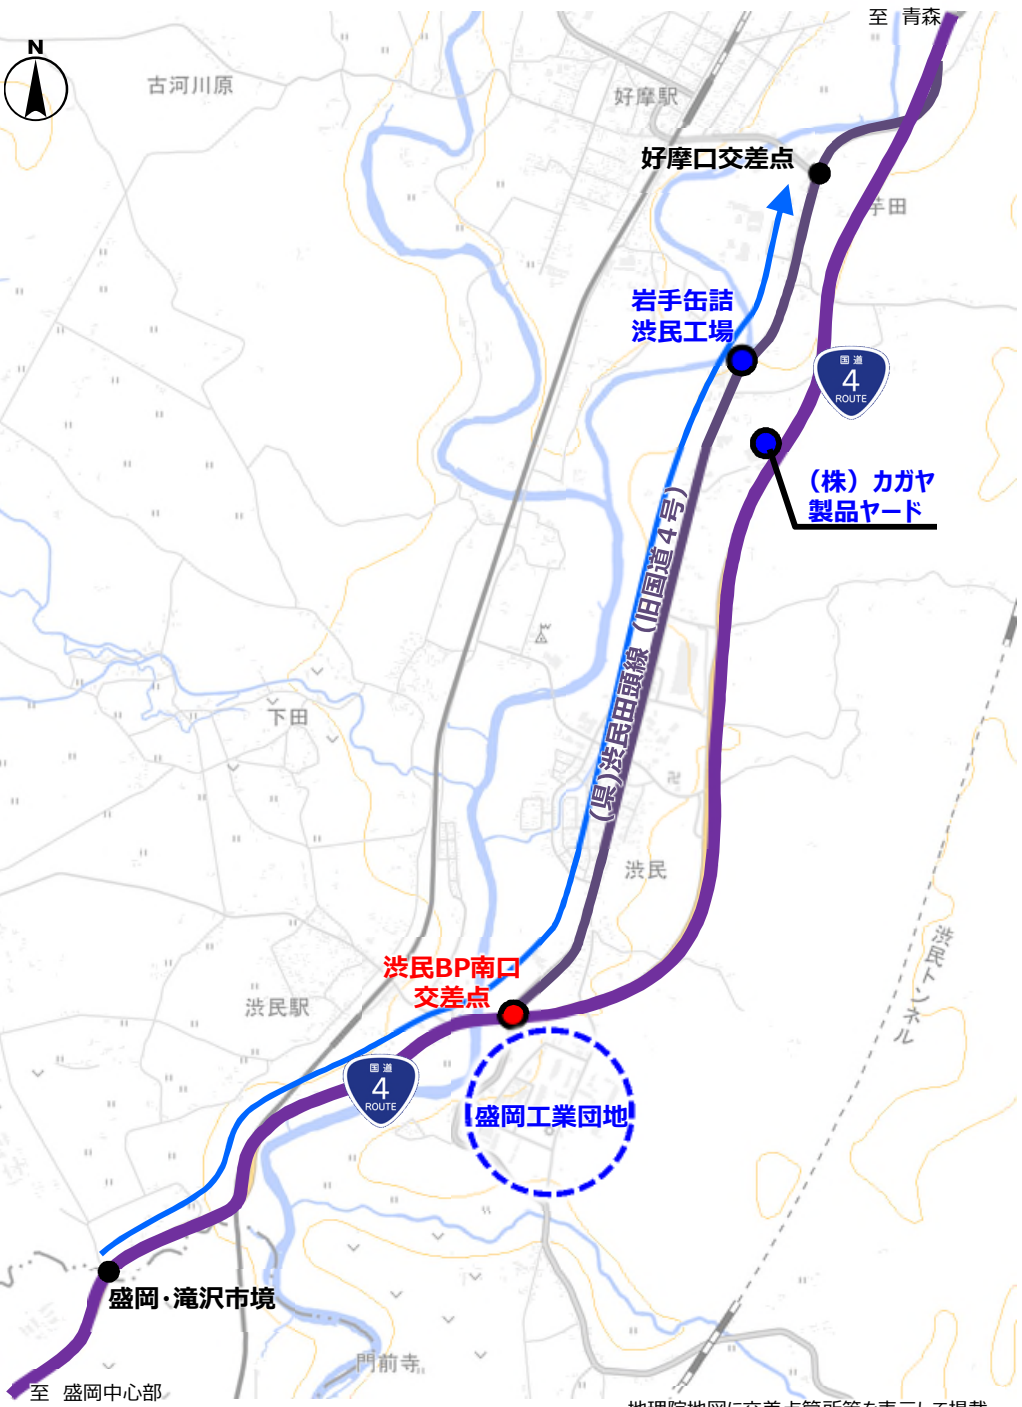 至 青森
N
古河川原
好摩駅
好摩口交差点
芋田
岩手缶詰
渋民工場
国道
4
ROUTE
（株）カガヤ
製品ヤード
(県)渋民田頭線（旧国道４号）
下田
渋民
渋民BP南口
交差点
渋民トンネル
渋民駅
国道
4
ROUTE
盛岡工業団地
盛岡・滝沢市境
門前寺
至 盛岡中心部